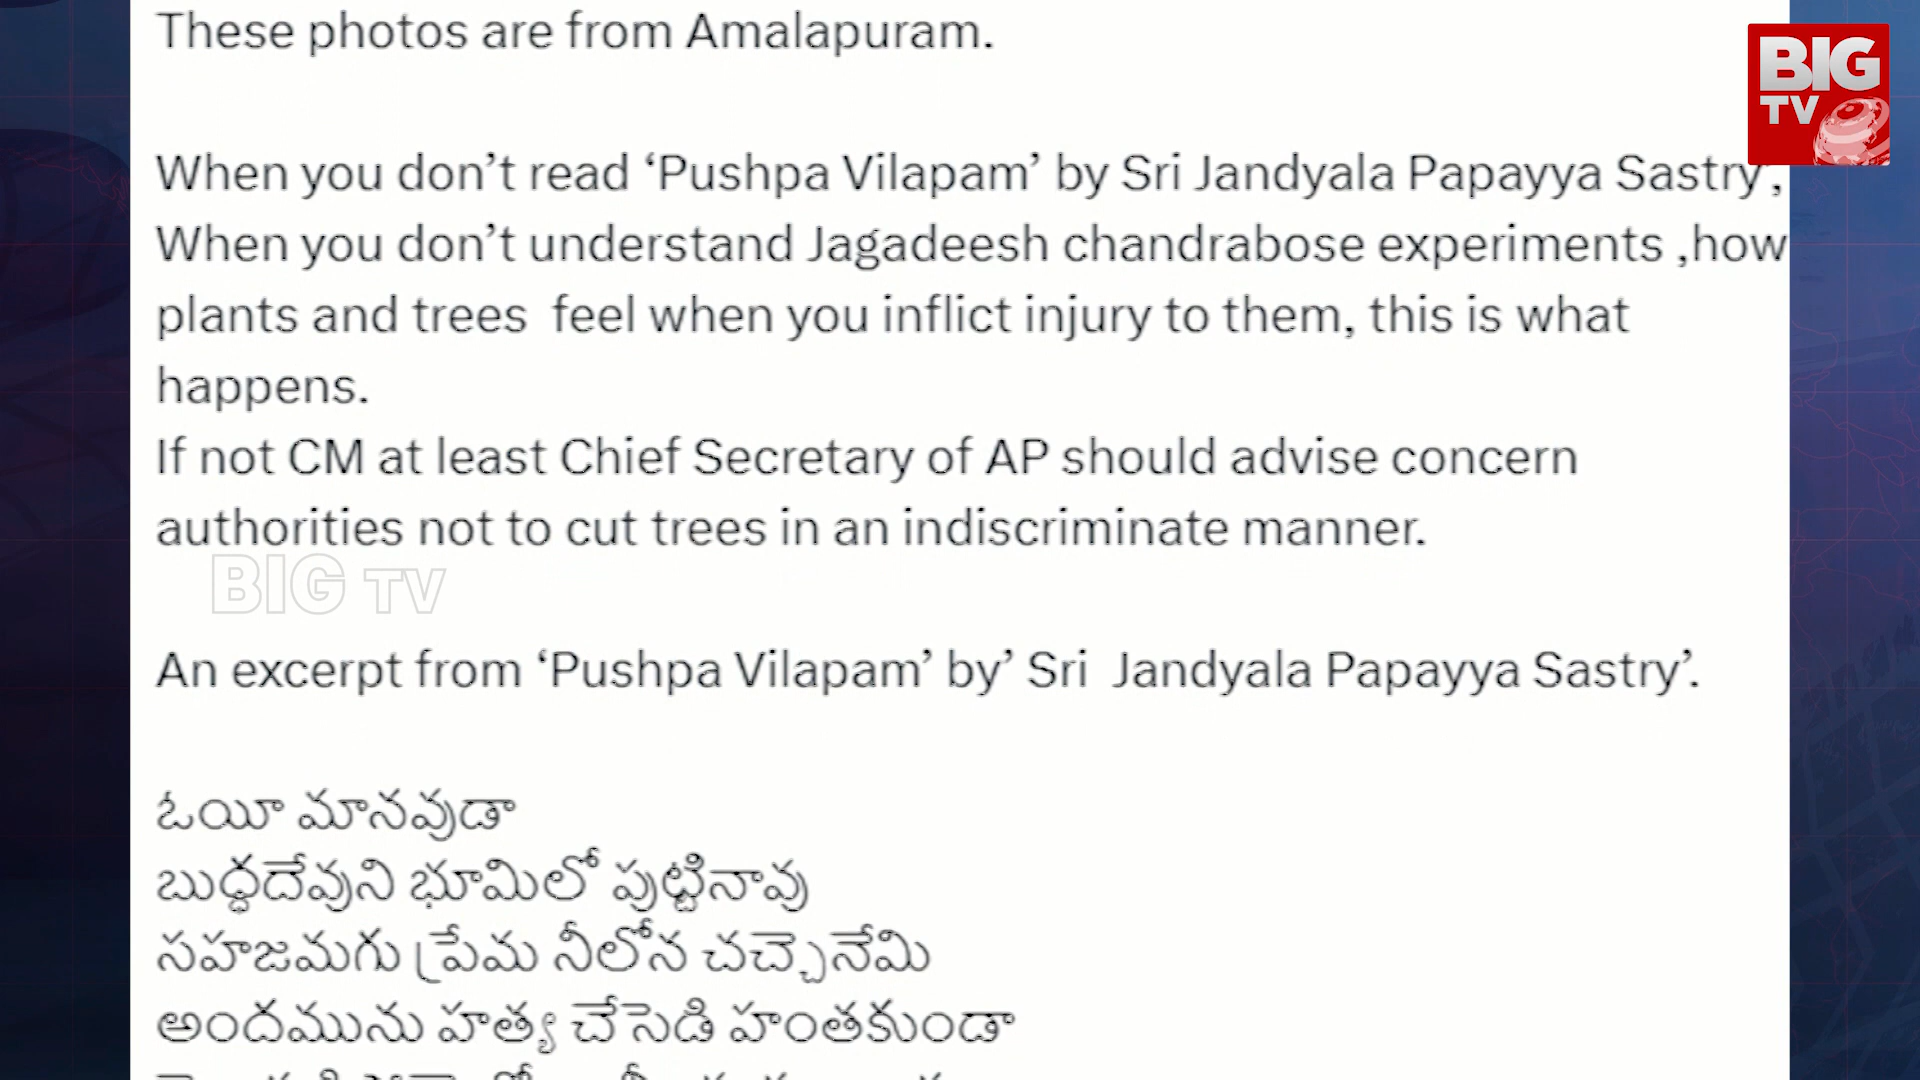 These photos are from Amalapuram.
BIG
TV
When you don’t read ‘Pushpa Vilapam’ by Sri Jandyala Papayya Sastry’,
When you don’t understand Jagadeesh chandrabose experiments ,how
plants and trees  feel when you inflict injury to them, this is what
happens.
If not CM at least Chief Secretary of AP should advise concern
authorities not to cut trees in an indiscriminate manner.
BIG TV
An excerpt from ‘Pushpa Vilapam’ by’ Sri  Jandyala Papayya Sastry’.
ఓయీ మానవుడా
బుద్ధదేవుని భూమిలో పుట్టినావు
సహజమగు ప్రేమ నీలోన చచ్చెనేమి
అందమును హత్య చేసెడి హంతకుండా